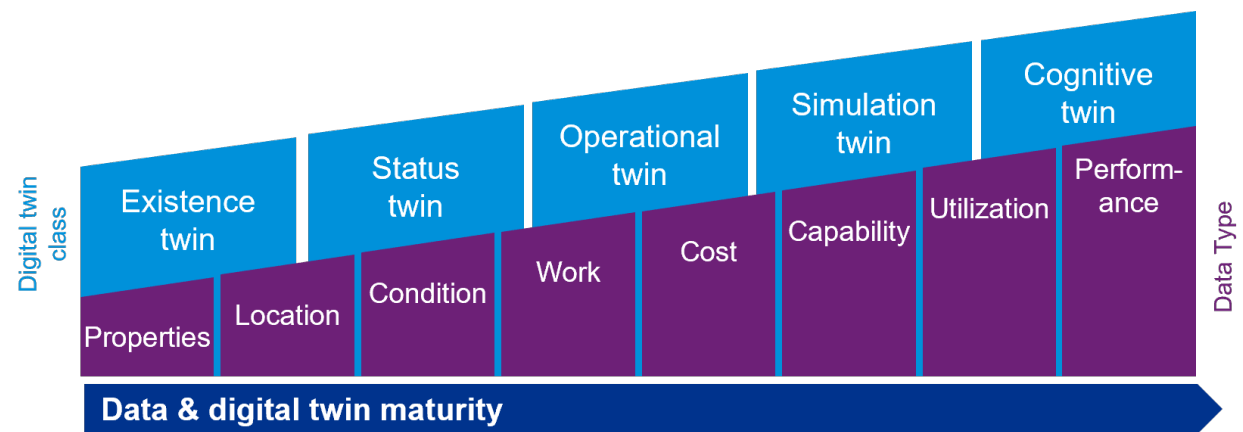 Digital twin
class
Existence
twin
Status
twin
Operational
twin
Simulation
twin
Cognitive
twin
Properties
Location
Condition
Work
Cost
Capability
Utilization
Perform-
ance
Data Type
Data & digital twin maturity